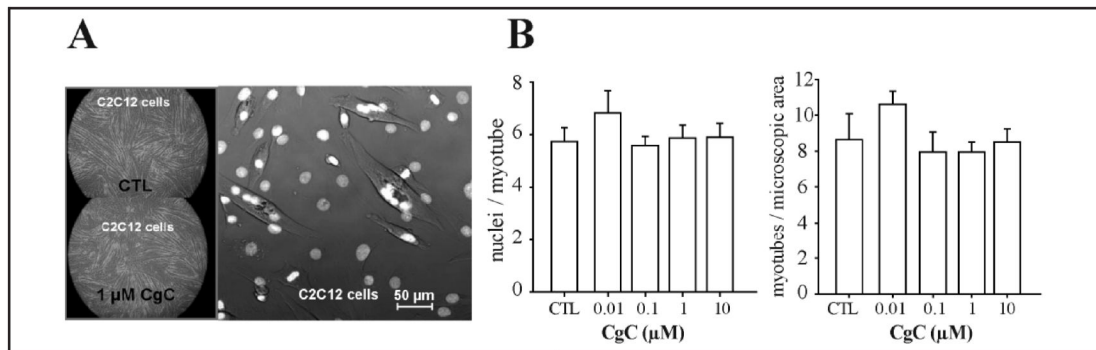 A
C2C12 cells
CTL
C2C12 cells
1 µM CgC
C2C12 cells
50 µm
B
nuclei / myotube
8
6
4
2
0
CTL 0.01 0.1 1 10
CgC (µM)
myotubes / microscopic area
12
10
8
6
4
2
0
CTL 0.01 0.1 1 10
CgC (µM)